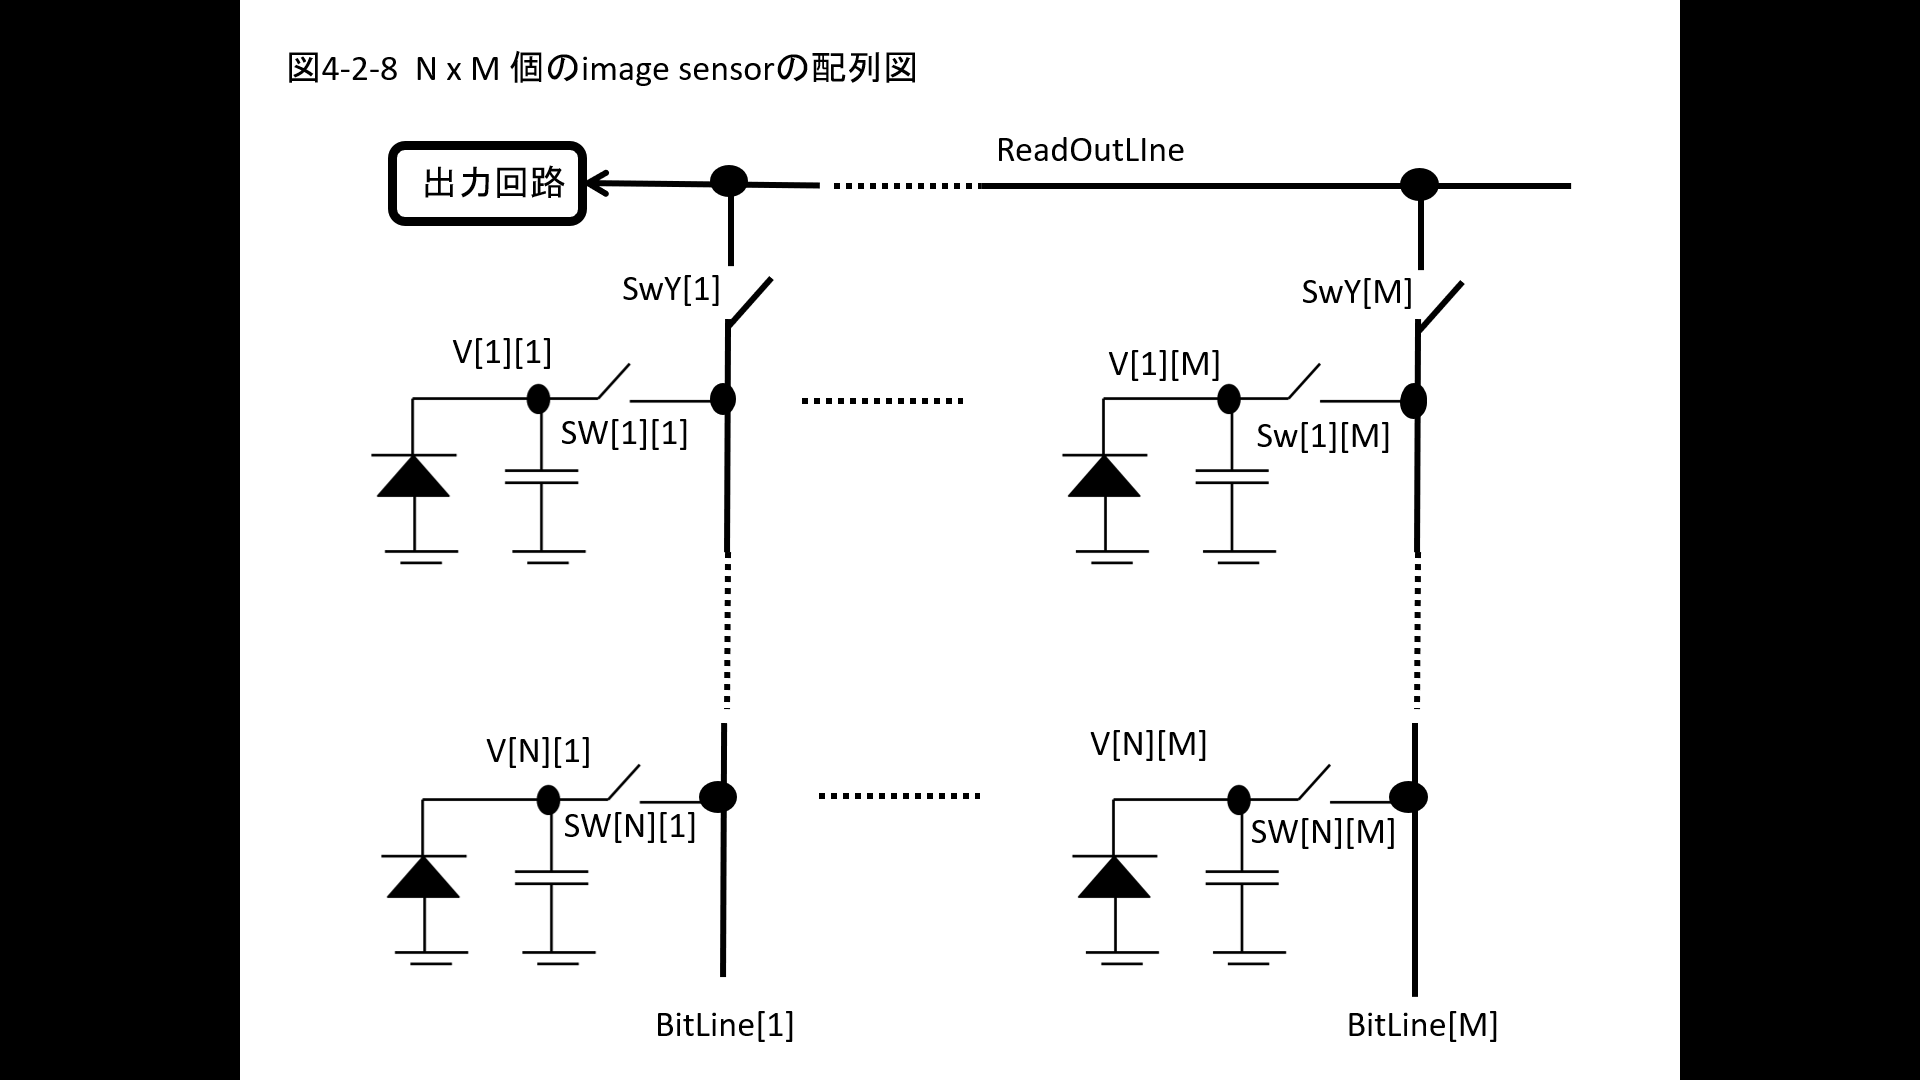 図4-2-8 N x M 個のimage sensorの配列図
ReadOutLIne
出力回路
SwY[1]
SwY[M]
V[1][1]
V[1][M]
SW[1][1]
Sw[1][M]
V[N][1]
V[N][M]
SW[N][1]
SW[N][M]
BitLine[1]
BitLine[M]